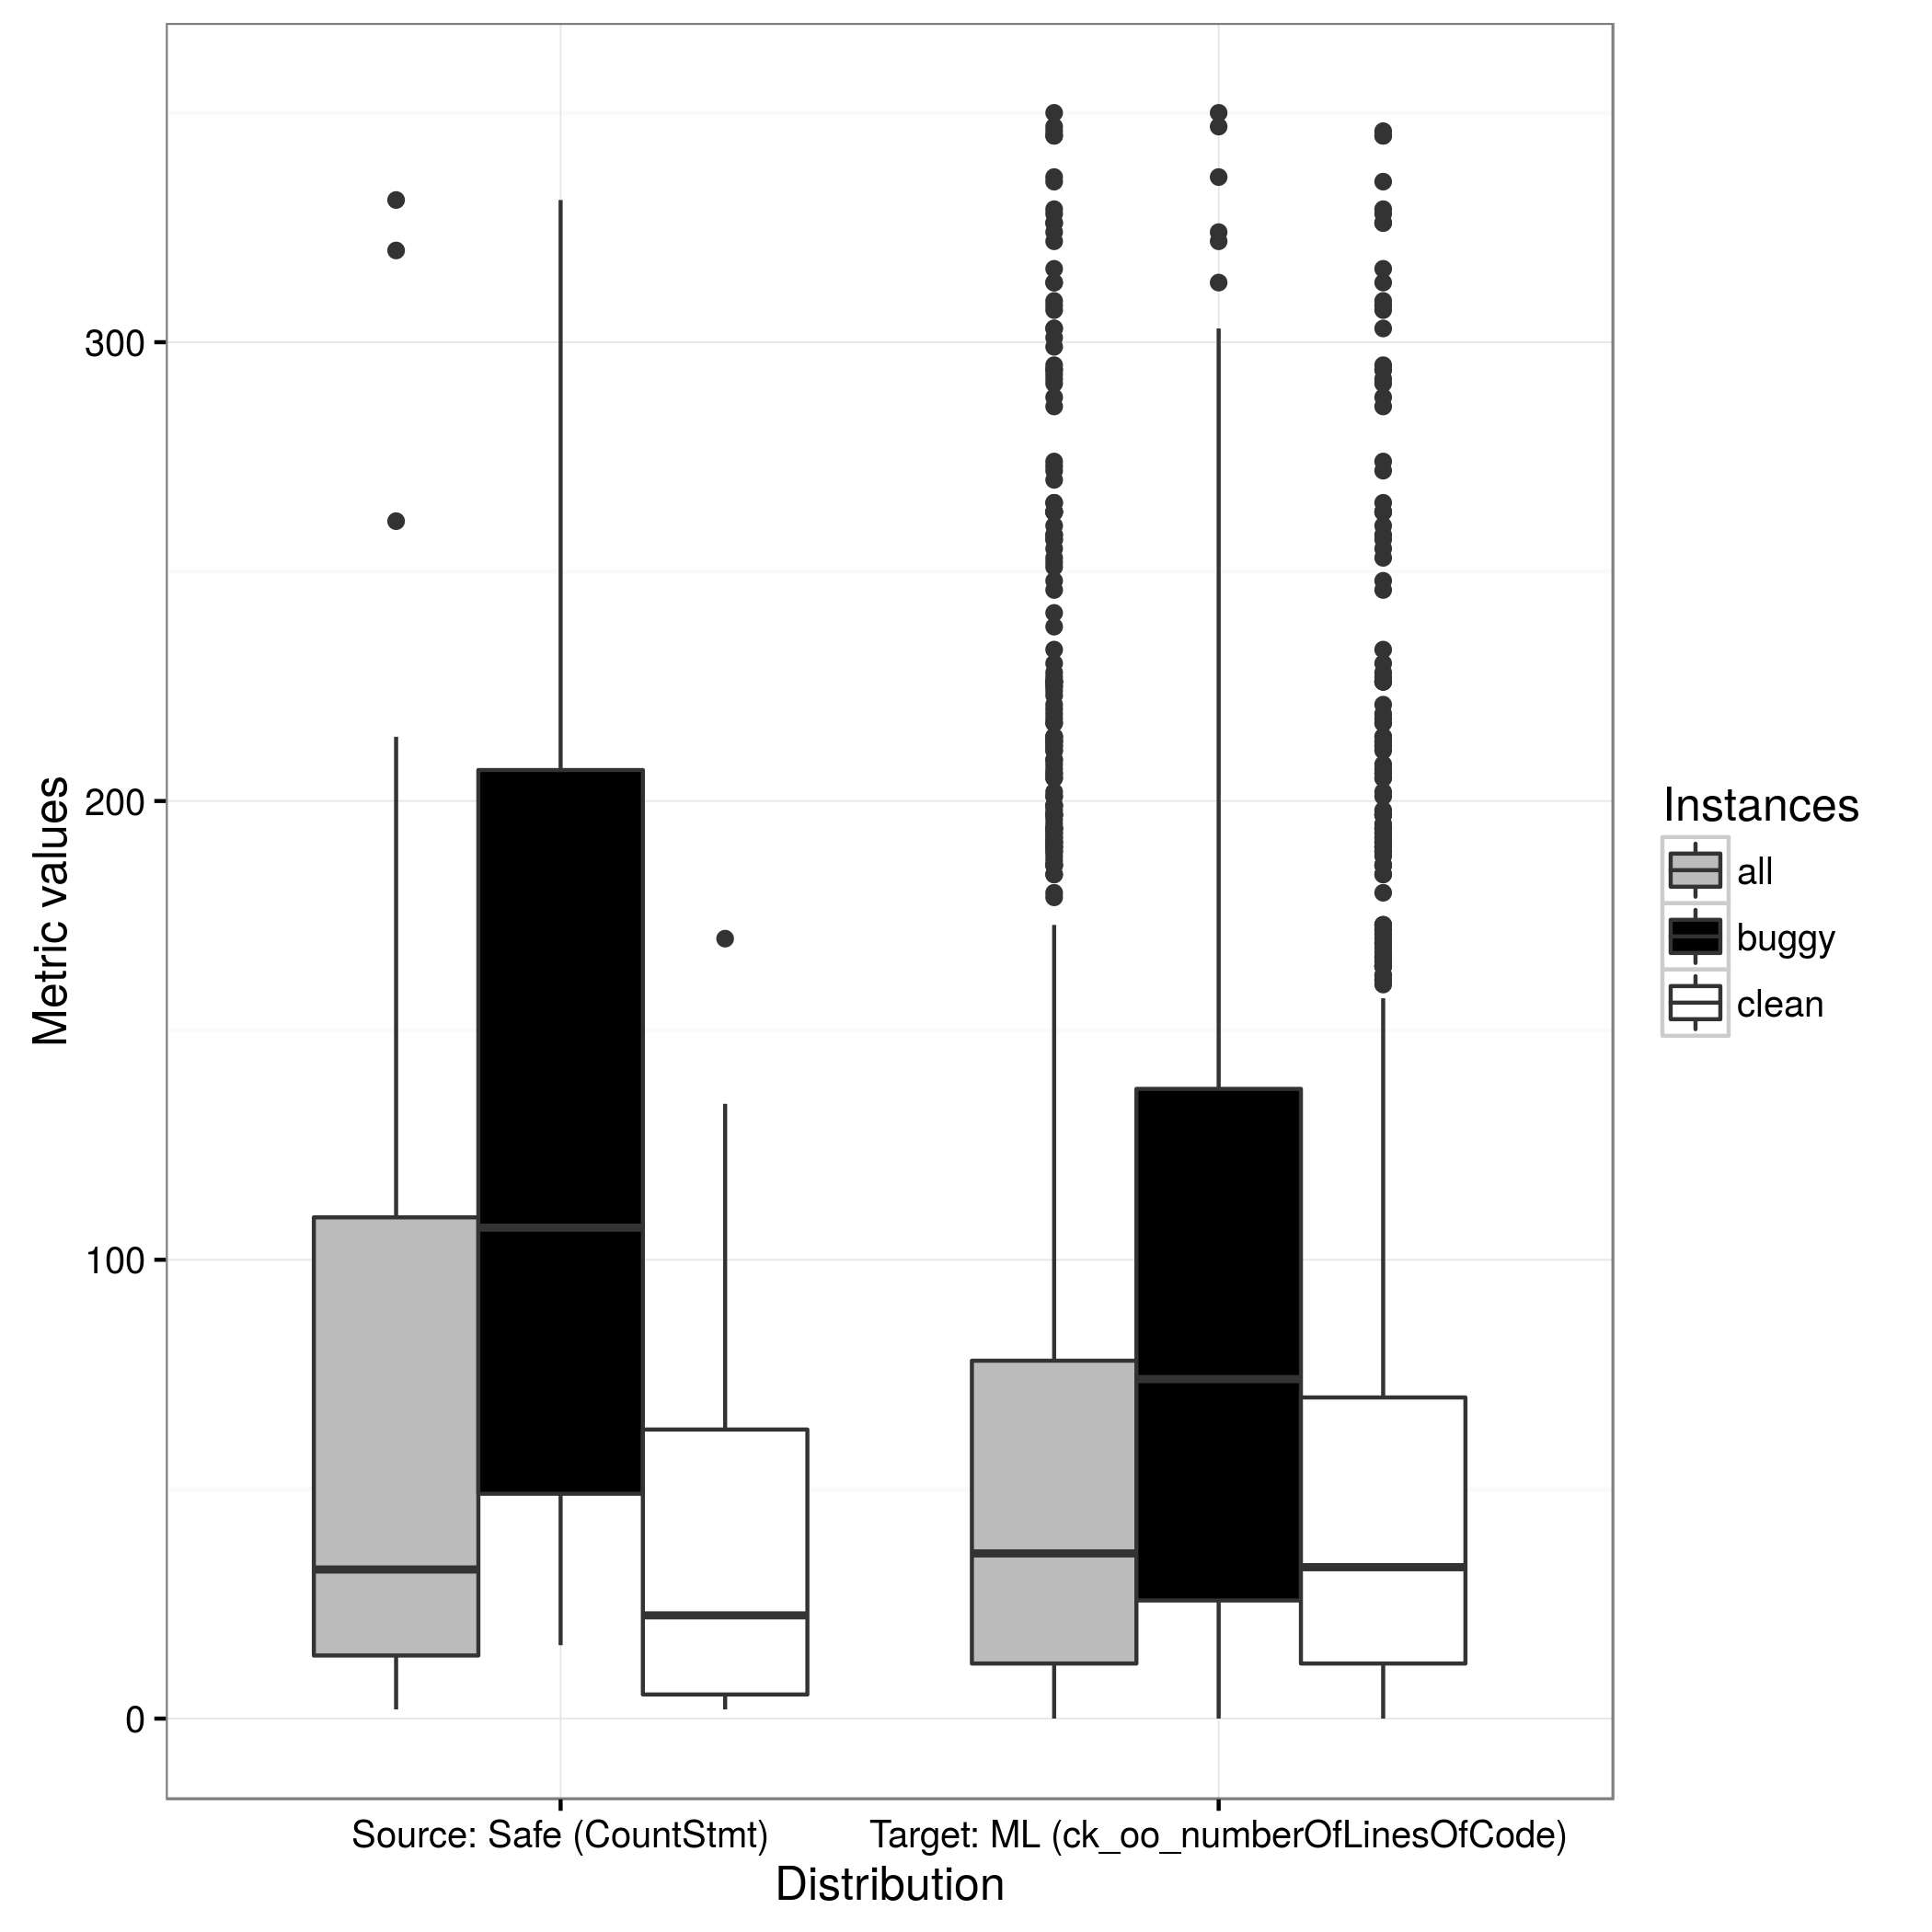 Metric values
300
200
100
0
Source: Safe (CountStmt)
Target: ML (ck_oo_numberOfLinesOfCode)
Distribution
Instances
all
buggy
clean